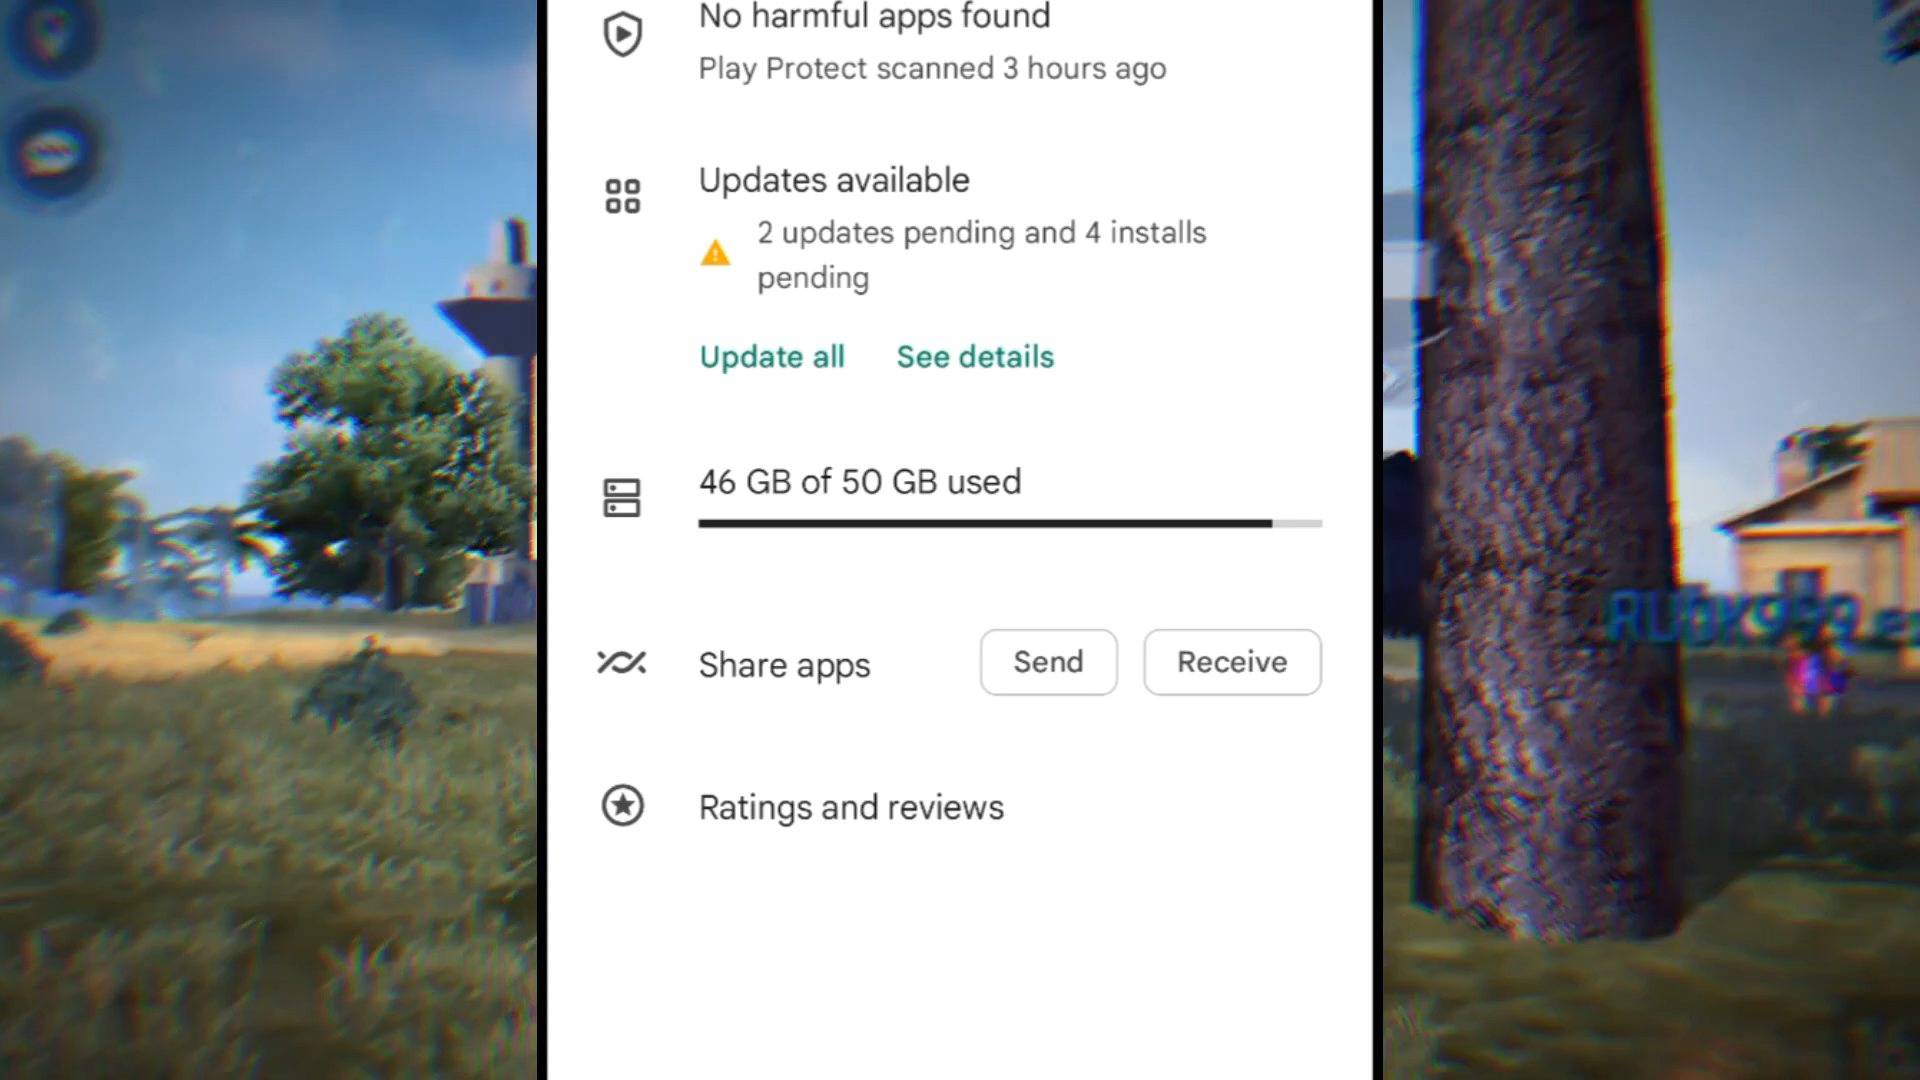 No harmful apps found
Play Protect scanned 3 hours ago
Updates available
2 updates pending and 4 installs
pending
Update all See details
46 GB of 50 GB used
Share apps Send Receive
Ratings and reviews